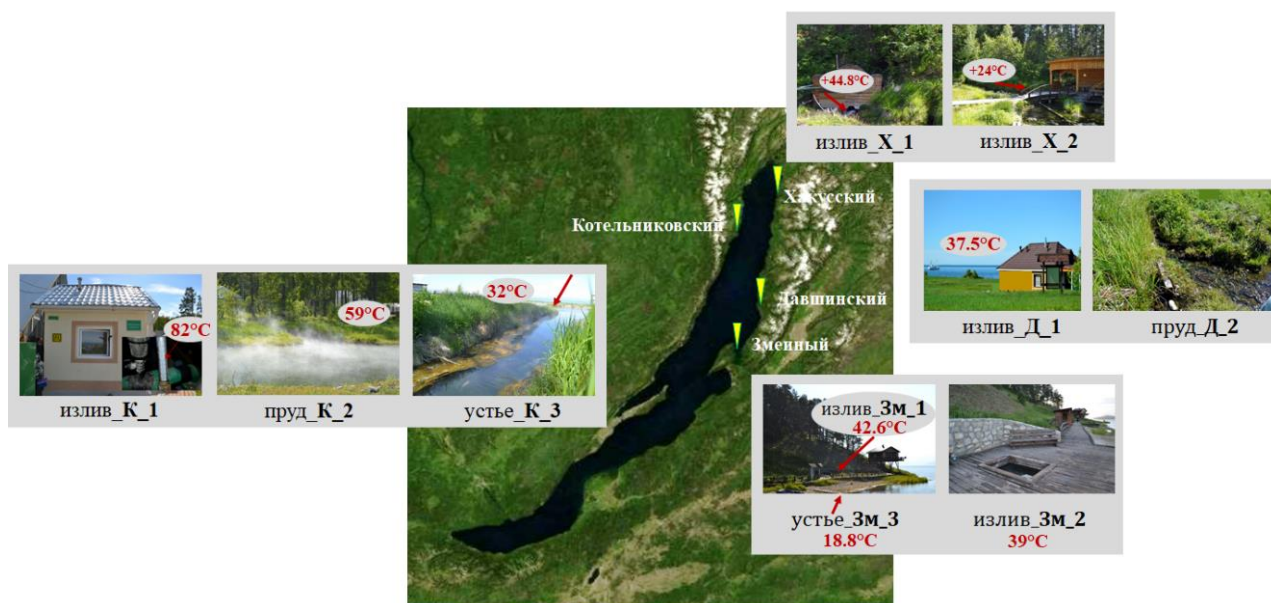 +44.8°C
+24°C
излив_Х_1
излив_Х_2
Хакусский
Котельниковский
37.5°C
излив_Д_1
пруд_Д_2
82°C
59°C
32°C
излив_К_1
пруд_К_2
устье_К_3
Давшинский
Змеиный
излив_Зм_1
42.6°C
устье_Зм_3
18.8°C
излив_Зм_2
39°C